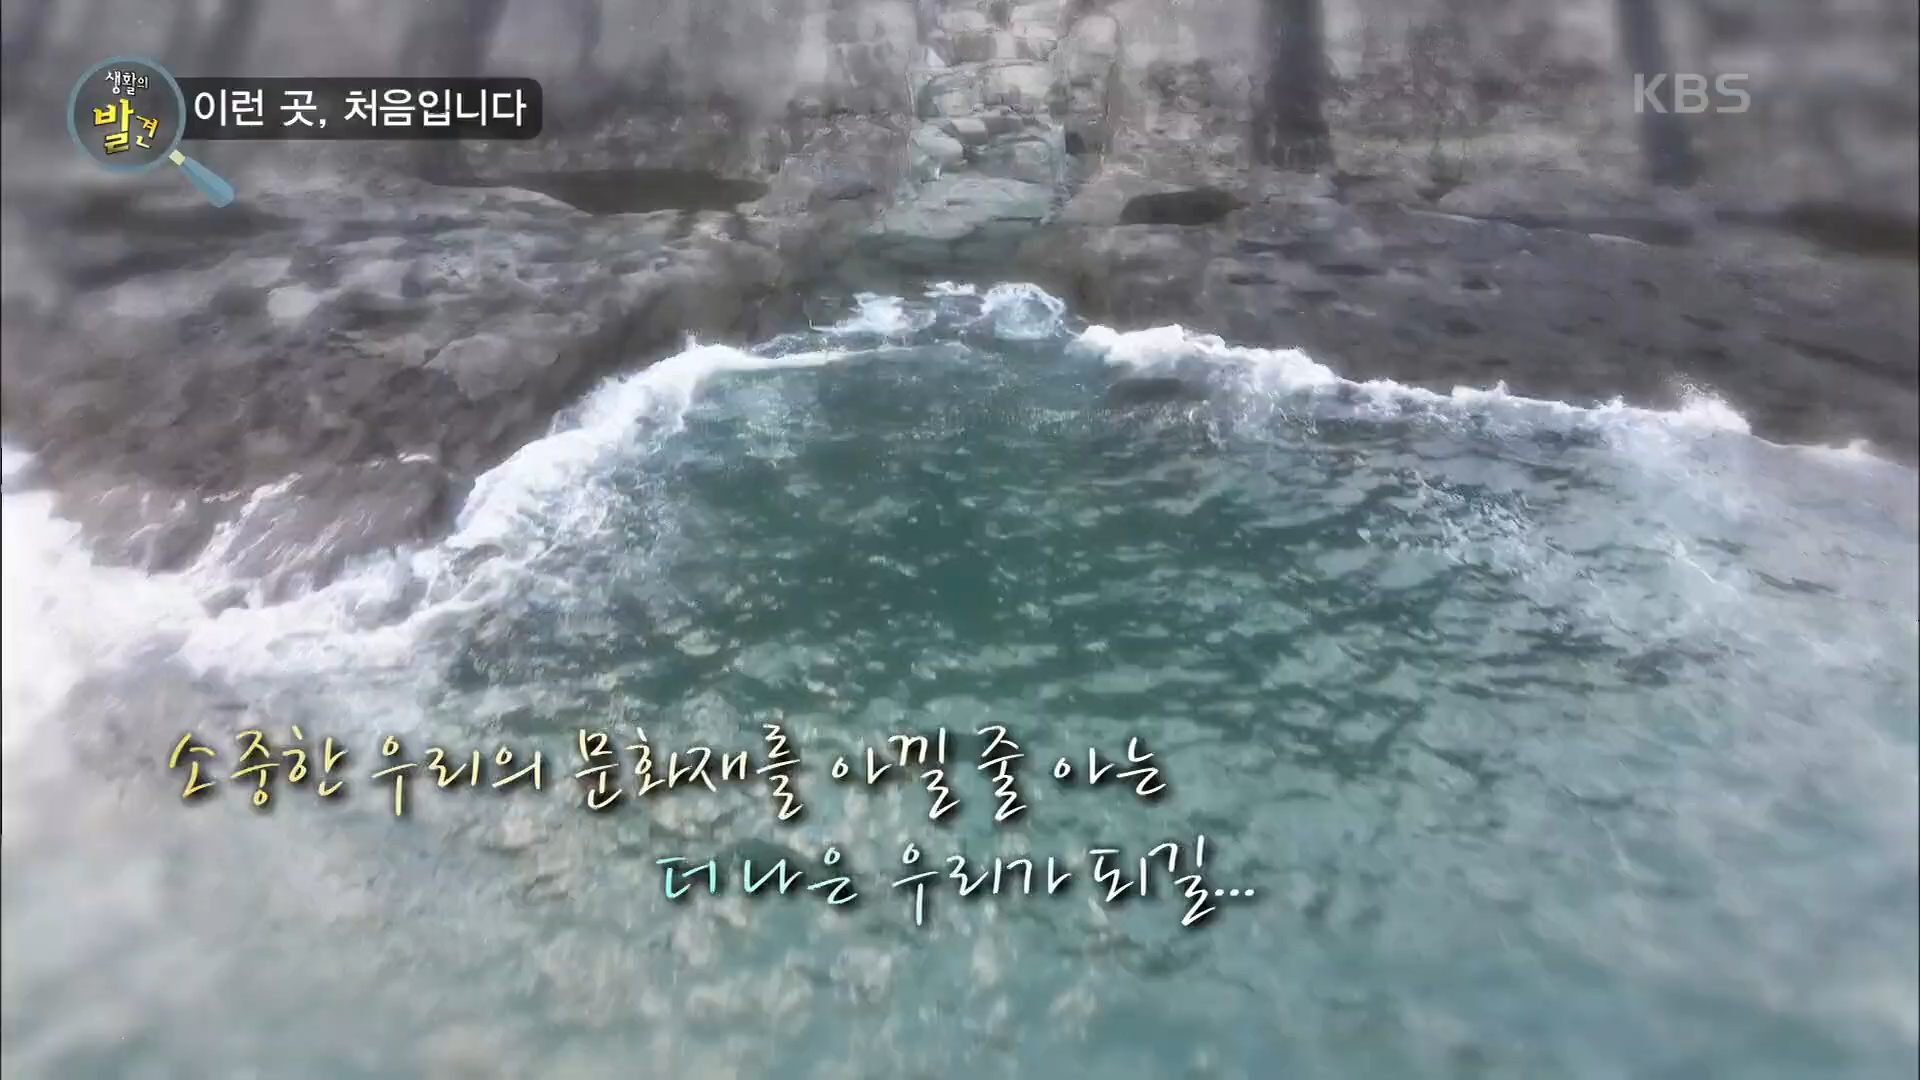 생활의
발견
이런 곳, 처음입니다
KBS
소중한 우리의 문화재를 아낄 줄 아는
더 나은 우리가 되길...